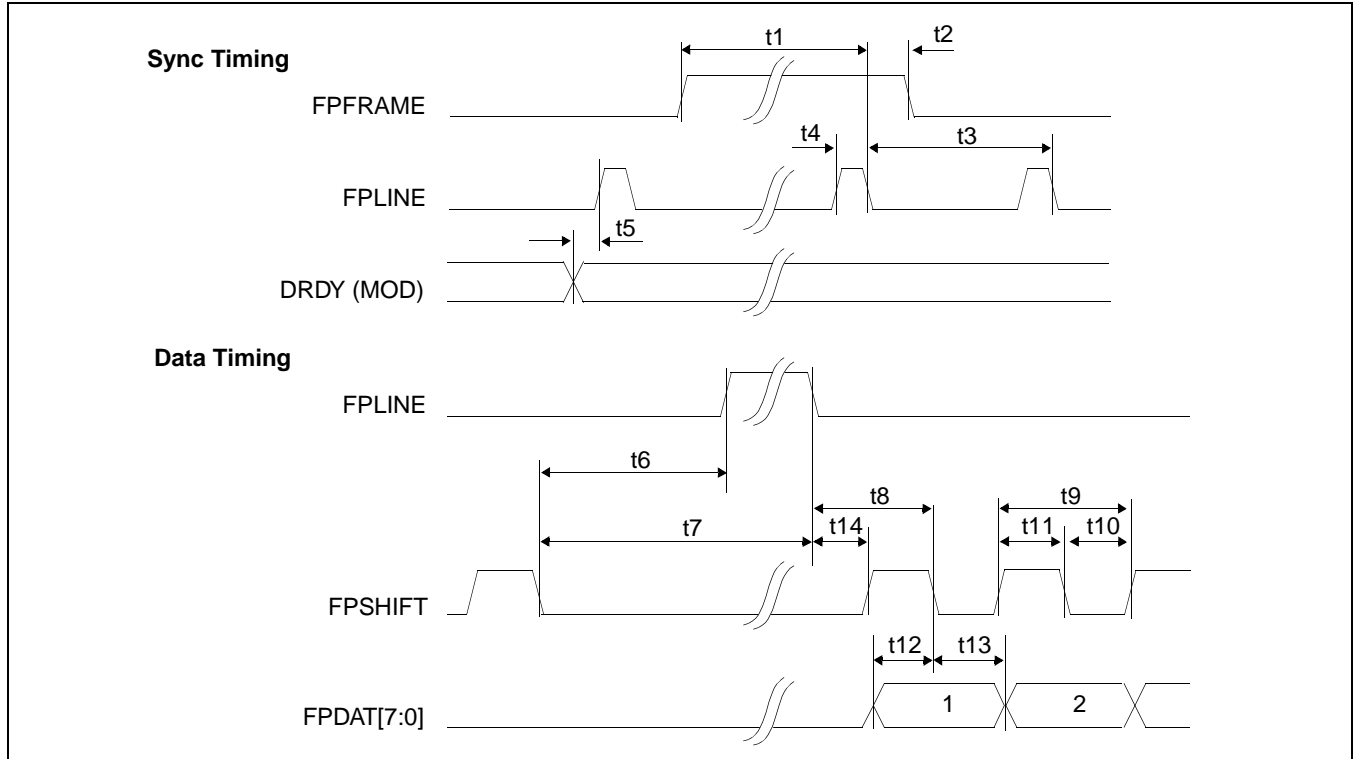 Sync Timing
t1
t2
FPFRAME
t4
t3
FPLINE
t5
DRDY (MOD)
Data Timing
FPLINE
t6
t8
t9
t7
t14
t11
t10
FPSHIFT
t12
t13
FPDAT[7:0]
1
2